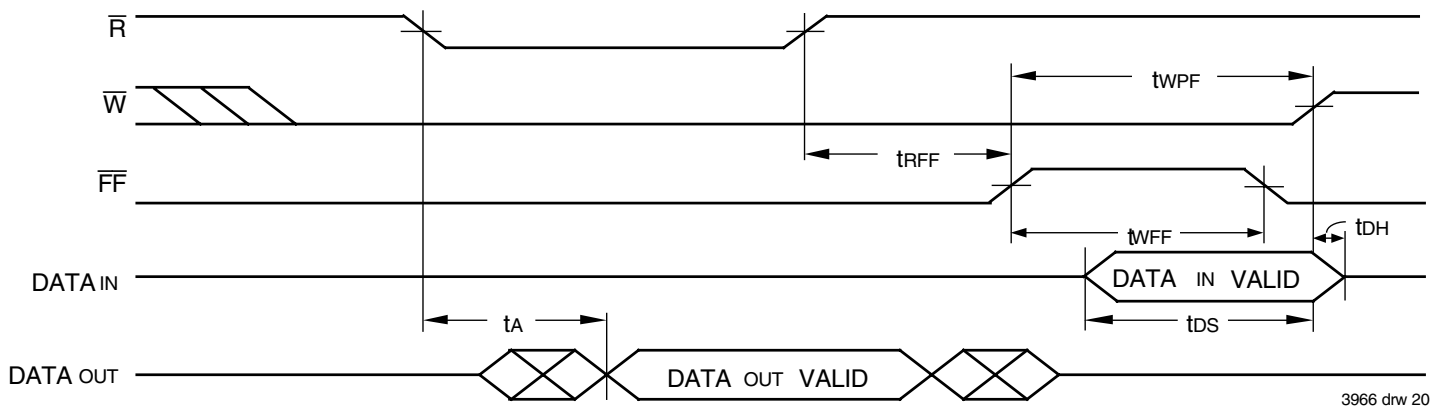 R̅
W̅
tWPF
tRFF
F̅F̅
tWFF
tDH
DATA IN
DATA IN VALID
tA
tDS
DATA OUT
DATA OUT VALID
3966 drw 20